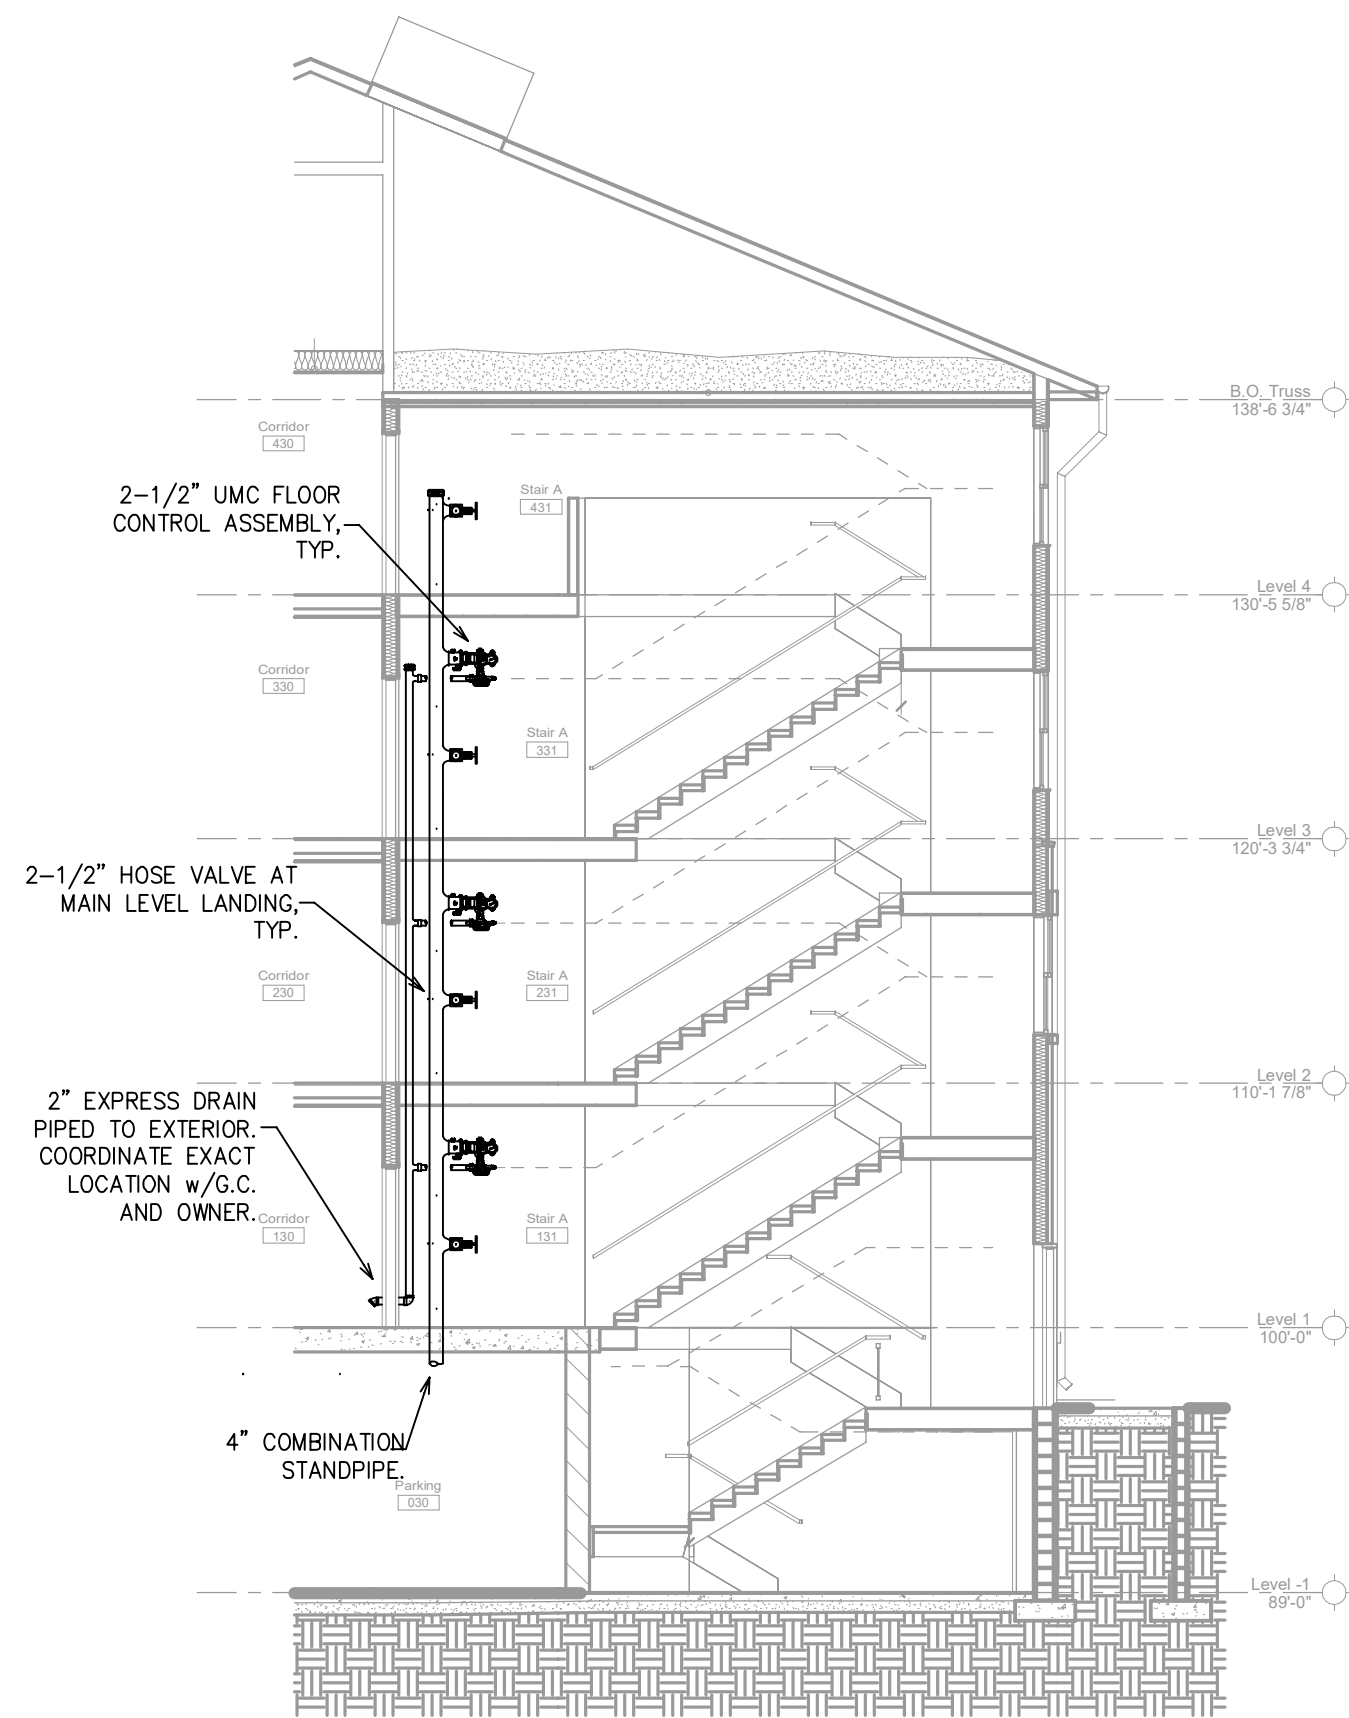 B.O. Truss
138'-6 3/4"
Corridor
430
2-1/2" UMC FLOOR
CONTROL ASSEMBLY,
TYP.
Stair A
431
Level 4
130'-5 5/8"
Corridor
330
Stair A
331
Level 3
120'-3 3/4"
2-1/2" HOSE VALVE AT
MAIN LEVEL LANDING,
TYP.
Corridor
230
Stair A
231
Level 2
110'-1 7/8"
2" EXPRESS DRAIN
PIPED TO EXTERIOR.
COORDINATE EXACT
LOCATION w/G.C.
AND OWNER.
Corridor
130
Stair A
131
Level 1
100'-0"
4" COMBINATION
STANDPIPE.
Parking
030
Level -1
89'-0"